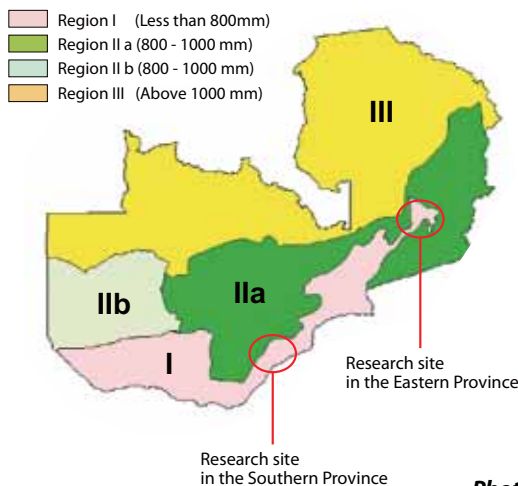 Region I (Less than 800mm)
Region II a (800 - 1000 mm)
Region II b (800 - 1000 mm)
Region III (Above 1000 mm)
III
IIb
IIa
I
Research site
in the Eastern Province
Research site
in the Southern Province